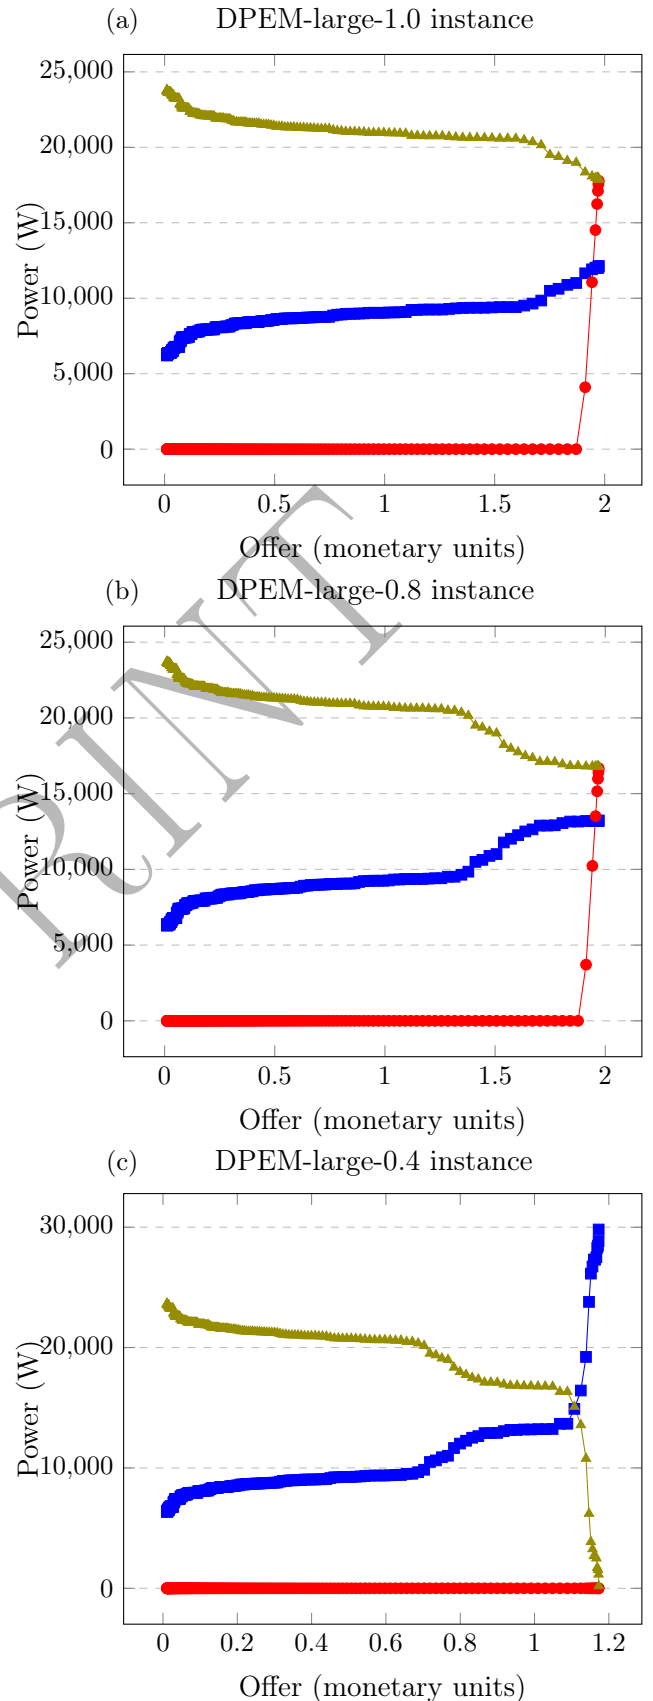 (a) DPEM-large-1.0 instance
25,000
20,000
15,000
10,000
5,000
0
Power (W)
0 0.5 1 1.5 2
Offer (monetary units)
(b) DPEM-large-0.8 instance
25,000
20,000
15,000
10,000
5,000
0
Power (W)
0 0.5 1 1.5 2
Offer (monetary units)
(c) DPEM-large-0.4 instance
30,000
20,000
10,000
0
Power (W)
0 0.2 0.4 0.6 0.8 1 1.2
Offer (monetary units)
RINT